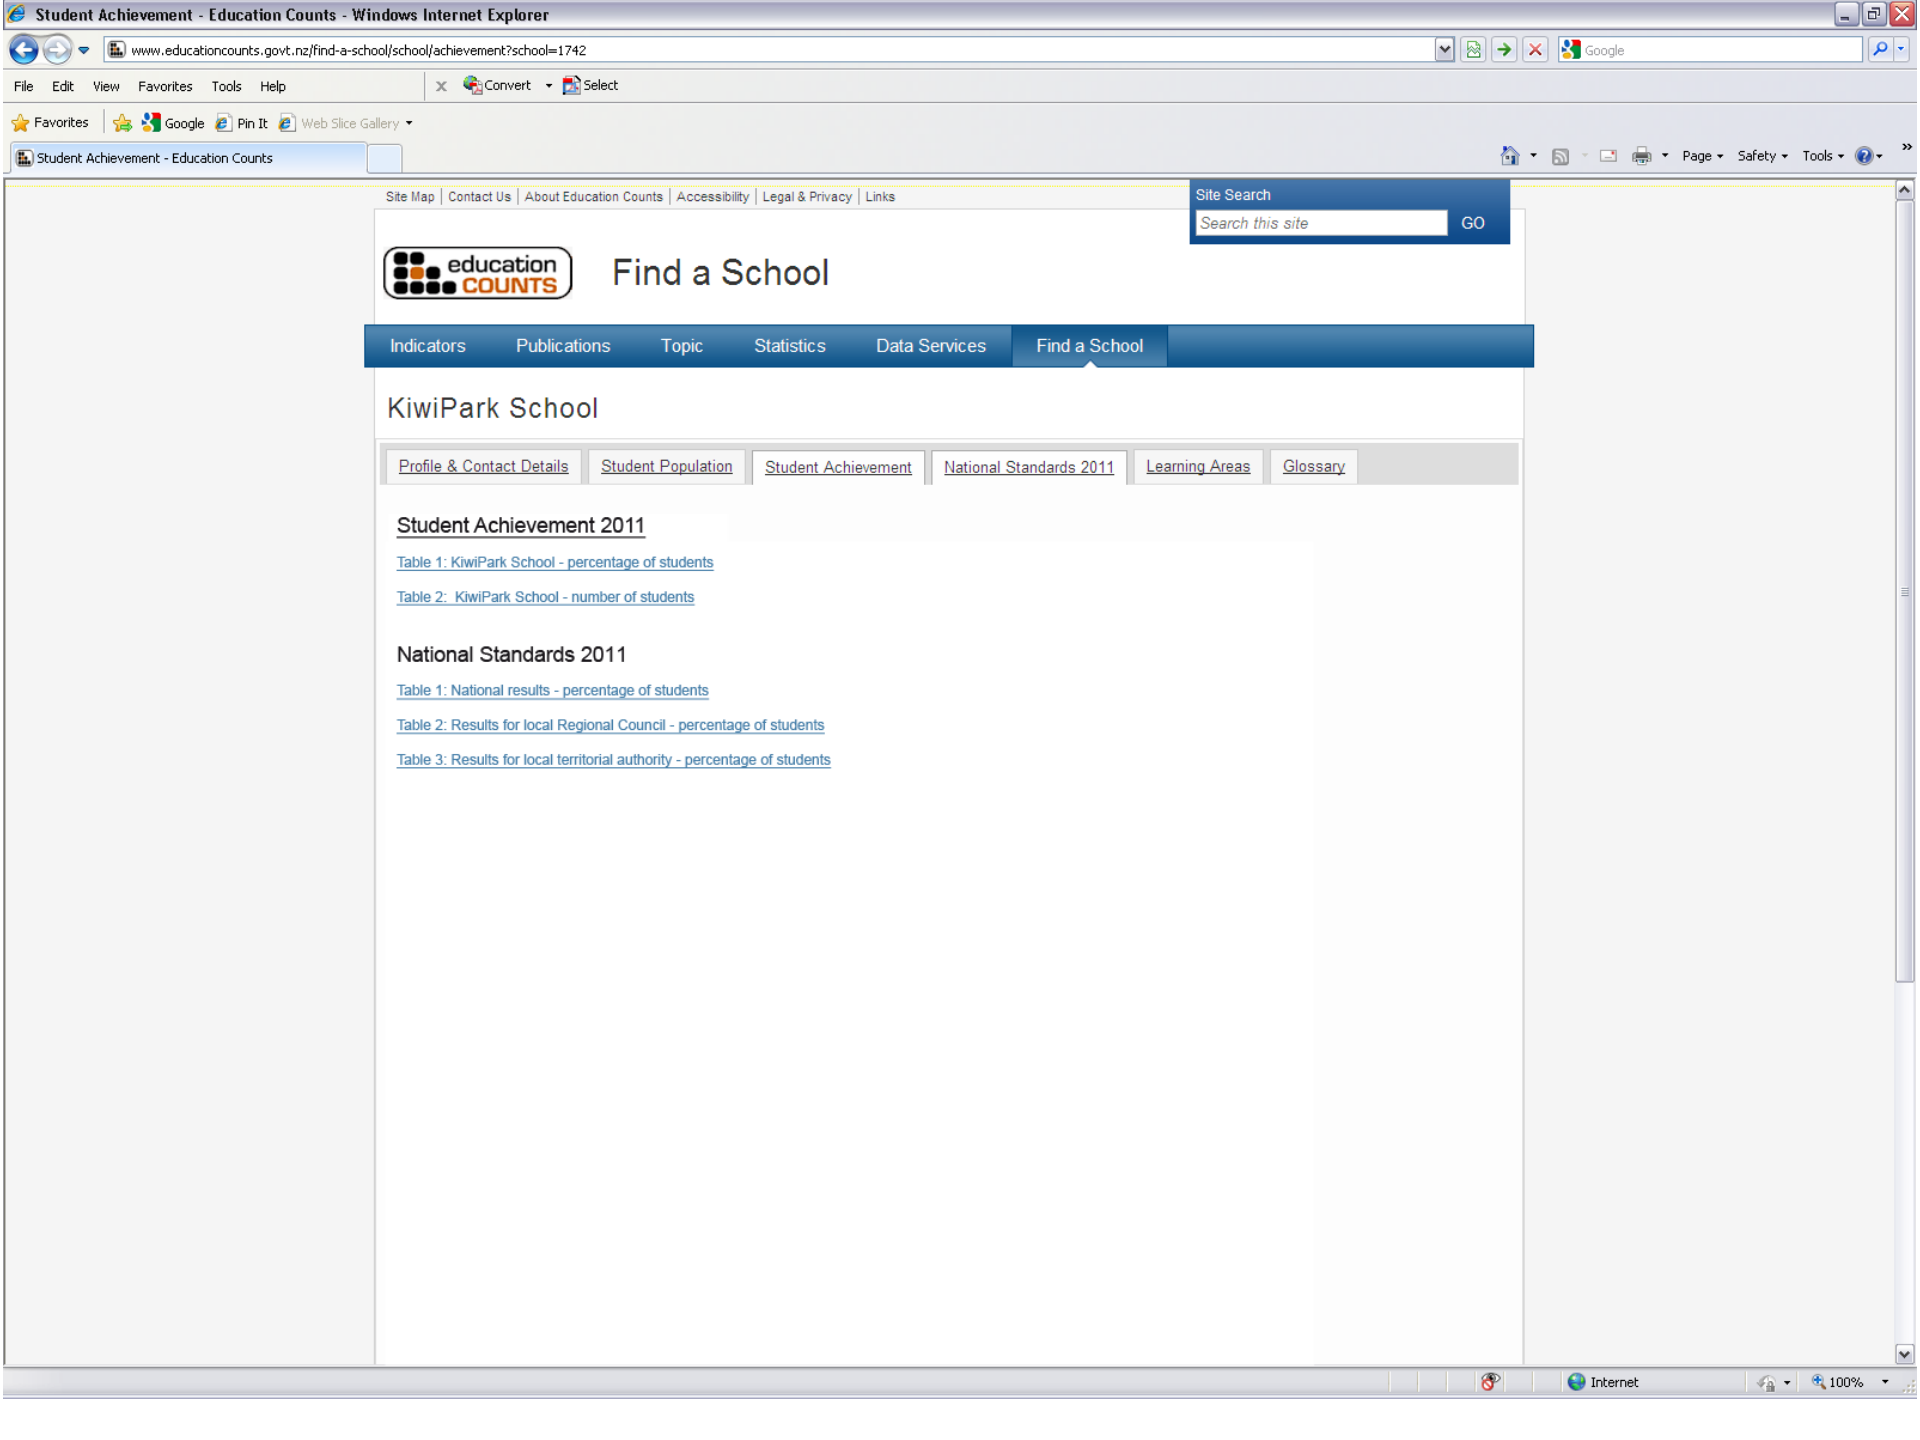 Student Achievement - Education Counts - Windows Internet Explorer
www.educationcounts.govt.nz/find-a-school/school/achievement?school=1742
Google
File Edit View Favorites Tools Help
x Convert Select
Favorites Google Pin It Web Slice Gallery
Student Achievement - Education Counts
Page Safety Tools »
Site Map | Contact Us | About Education Counts | Accessibility | Legal & Privacy | Links
Site Search
Search this site GO
education
COUNTS
Find a School
Indicators Publications Topic Statistics Data Services Find a School
KiwiPark School
Profile & Contact Details Student Population Student Achievement National Standards 2011 Learning Areas Glossary
Student Achievement 2011
Table 1: KiwiPark School - percentage of students
Table 2: KiwiPark School - number of students
National Standards 2011
Table 1: National results - percentage of students
Table 2: Results for local Regional Council - percentage of students
Table 3: Results for local territorial authority - percentage of students
Internet 100%